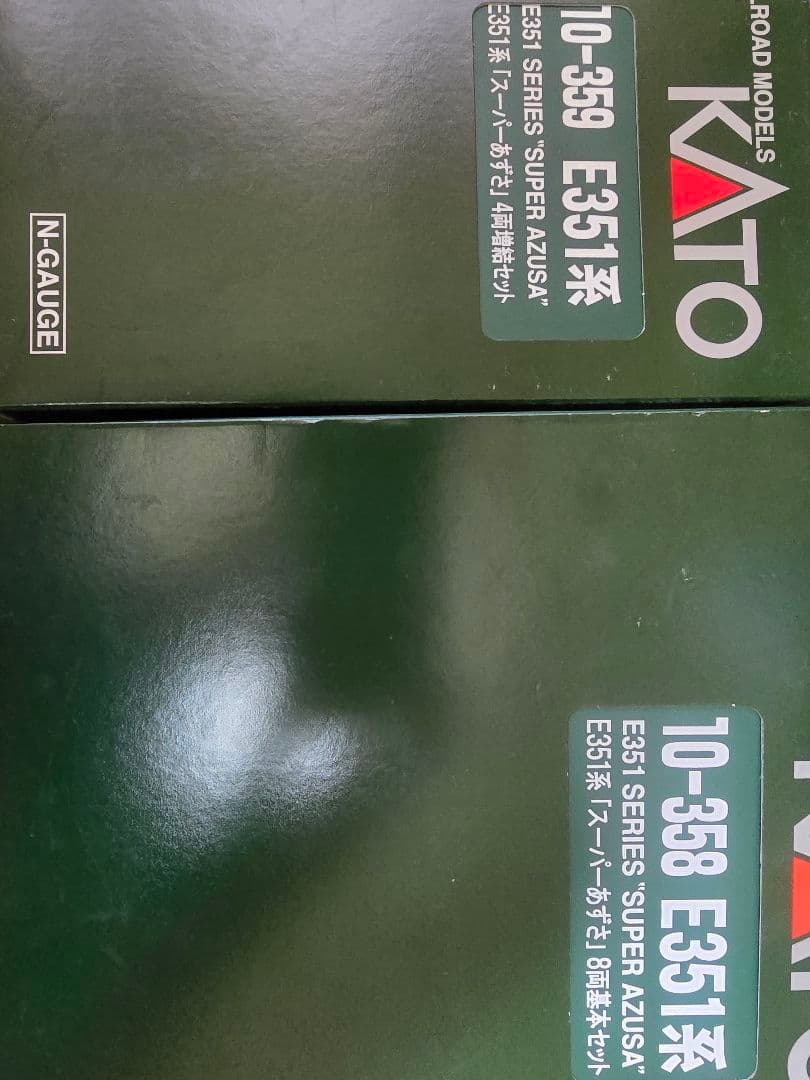 .ROAD MODELS
KATO
10-359 E351系
E351 SERIES "SUPER AZUSA"
E351系「スーパーあずさ」4両増結セット
N-GAUGE
10-358 E351系
E351 SERIES "SUPER AZUSA"
E351系「スーパーあずさ」8両基本セット